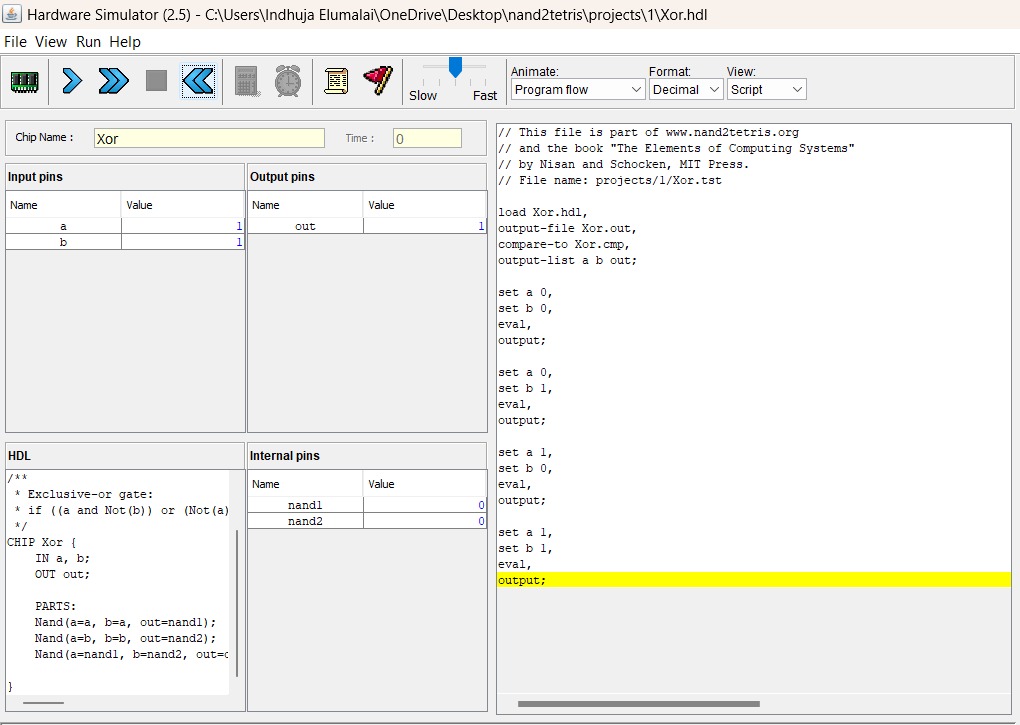 Hardware Simulator (2.5) - C:\Users\Indhuja Elumalai\OneDrive\Desktop\nand2tetris\projects\1\Xor.hdl
File View Run Help
Slow Fast
Animate:
Program flow
Format:
Decimal
View:
Script
Chip Name : Xor
Time : 0
Input pins
Name Value
a 1
b 1
Output pins
Name Value
out 1
HDL
/**
 * Exclusive-or gate:
 * if ((a and Not(b)) or (Not(a)
 */
CHIP Xor {
    IN a, b;
    OUT out;
    PARTS:
    Nand(a=a, b=a, out=nand1);
    Nand(a=b, b=b, out=nand2);
    Nand(a=nand1, b=nand2, out=
}
Internal pins
Name Value
nand1 0
nand2 0
// This file is part of www.nand2tetris.org
// and the book "The Elements of Computing Systems"
// by Nisan and Schocken, MIT Press.
// File name: projects/1/Xor.tst
load Xor.hdl,
output-file Xor.out,
compare-to Xor.cmp,
output-list a b out;
set a 0,
set b 0,
eval,
output;
set a 0,
set b 1,
eval,
output;
set a 1,
set b 0,
eval,
output;
set a 1,
set b 1,
eval,
output;